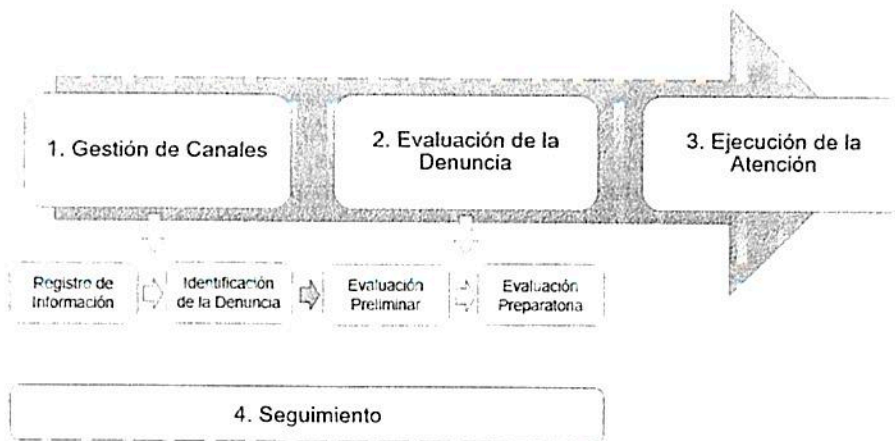 1. Gestión de Canales
2. Evaluación de la
Denuncia
3. Ejecución de la
Atención
Registro de
Información
Identificación
de la Denuncia
Evaluación
Preliminar
Evaluación
Preparatoria
4. Seguimiento